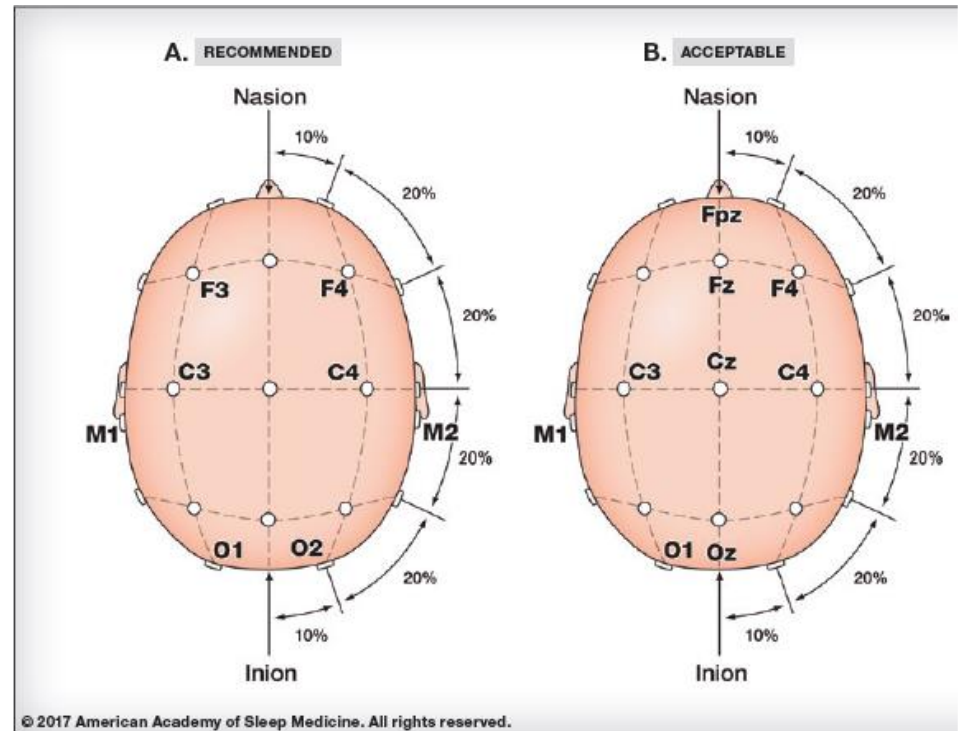 A. RECOMMENDED
Nasion
10%
20%
F3 F4
20%
C3 C4
M1 M2
20%
O1 O2
20%
10%
Inion
B. ACCEPTABLE
Nasion
10%
Fpz
20%
Fz F4
20%
Cz
C3 C4
M1 M2
20%
O1 Oz
20%
10%
Inion
© 2017 American Academy of Sleep Medicine. All rights reserved.